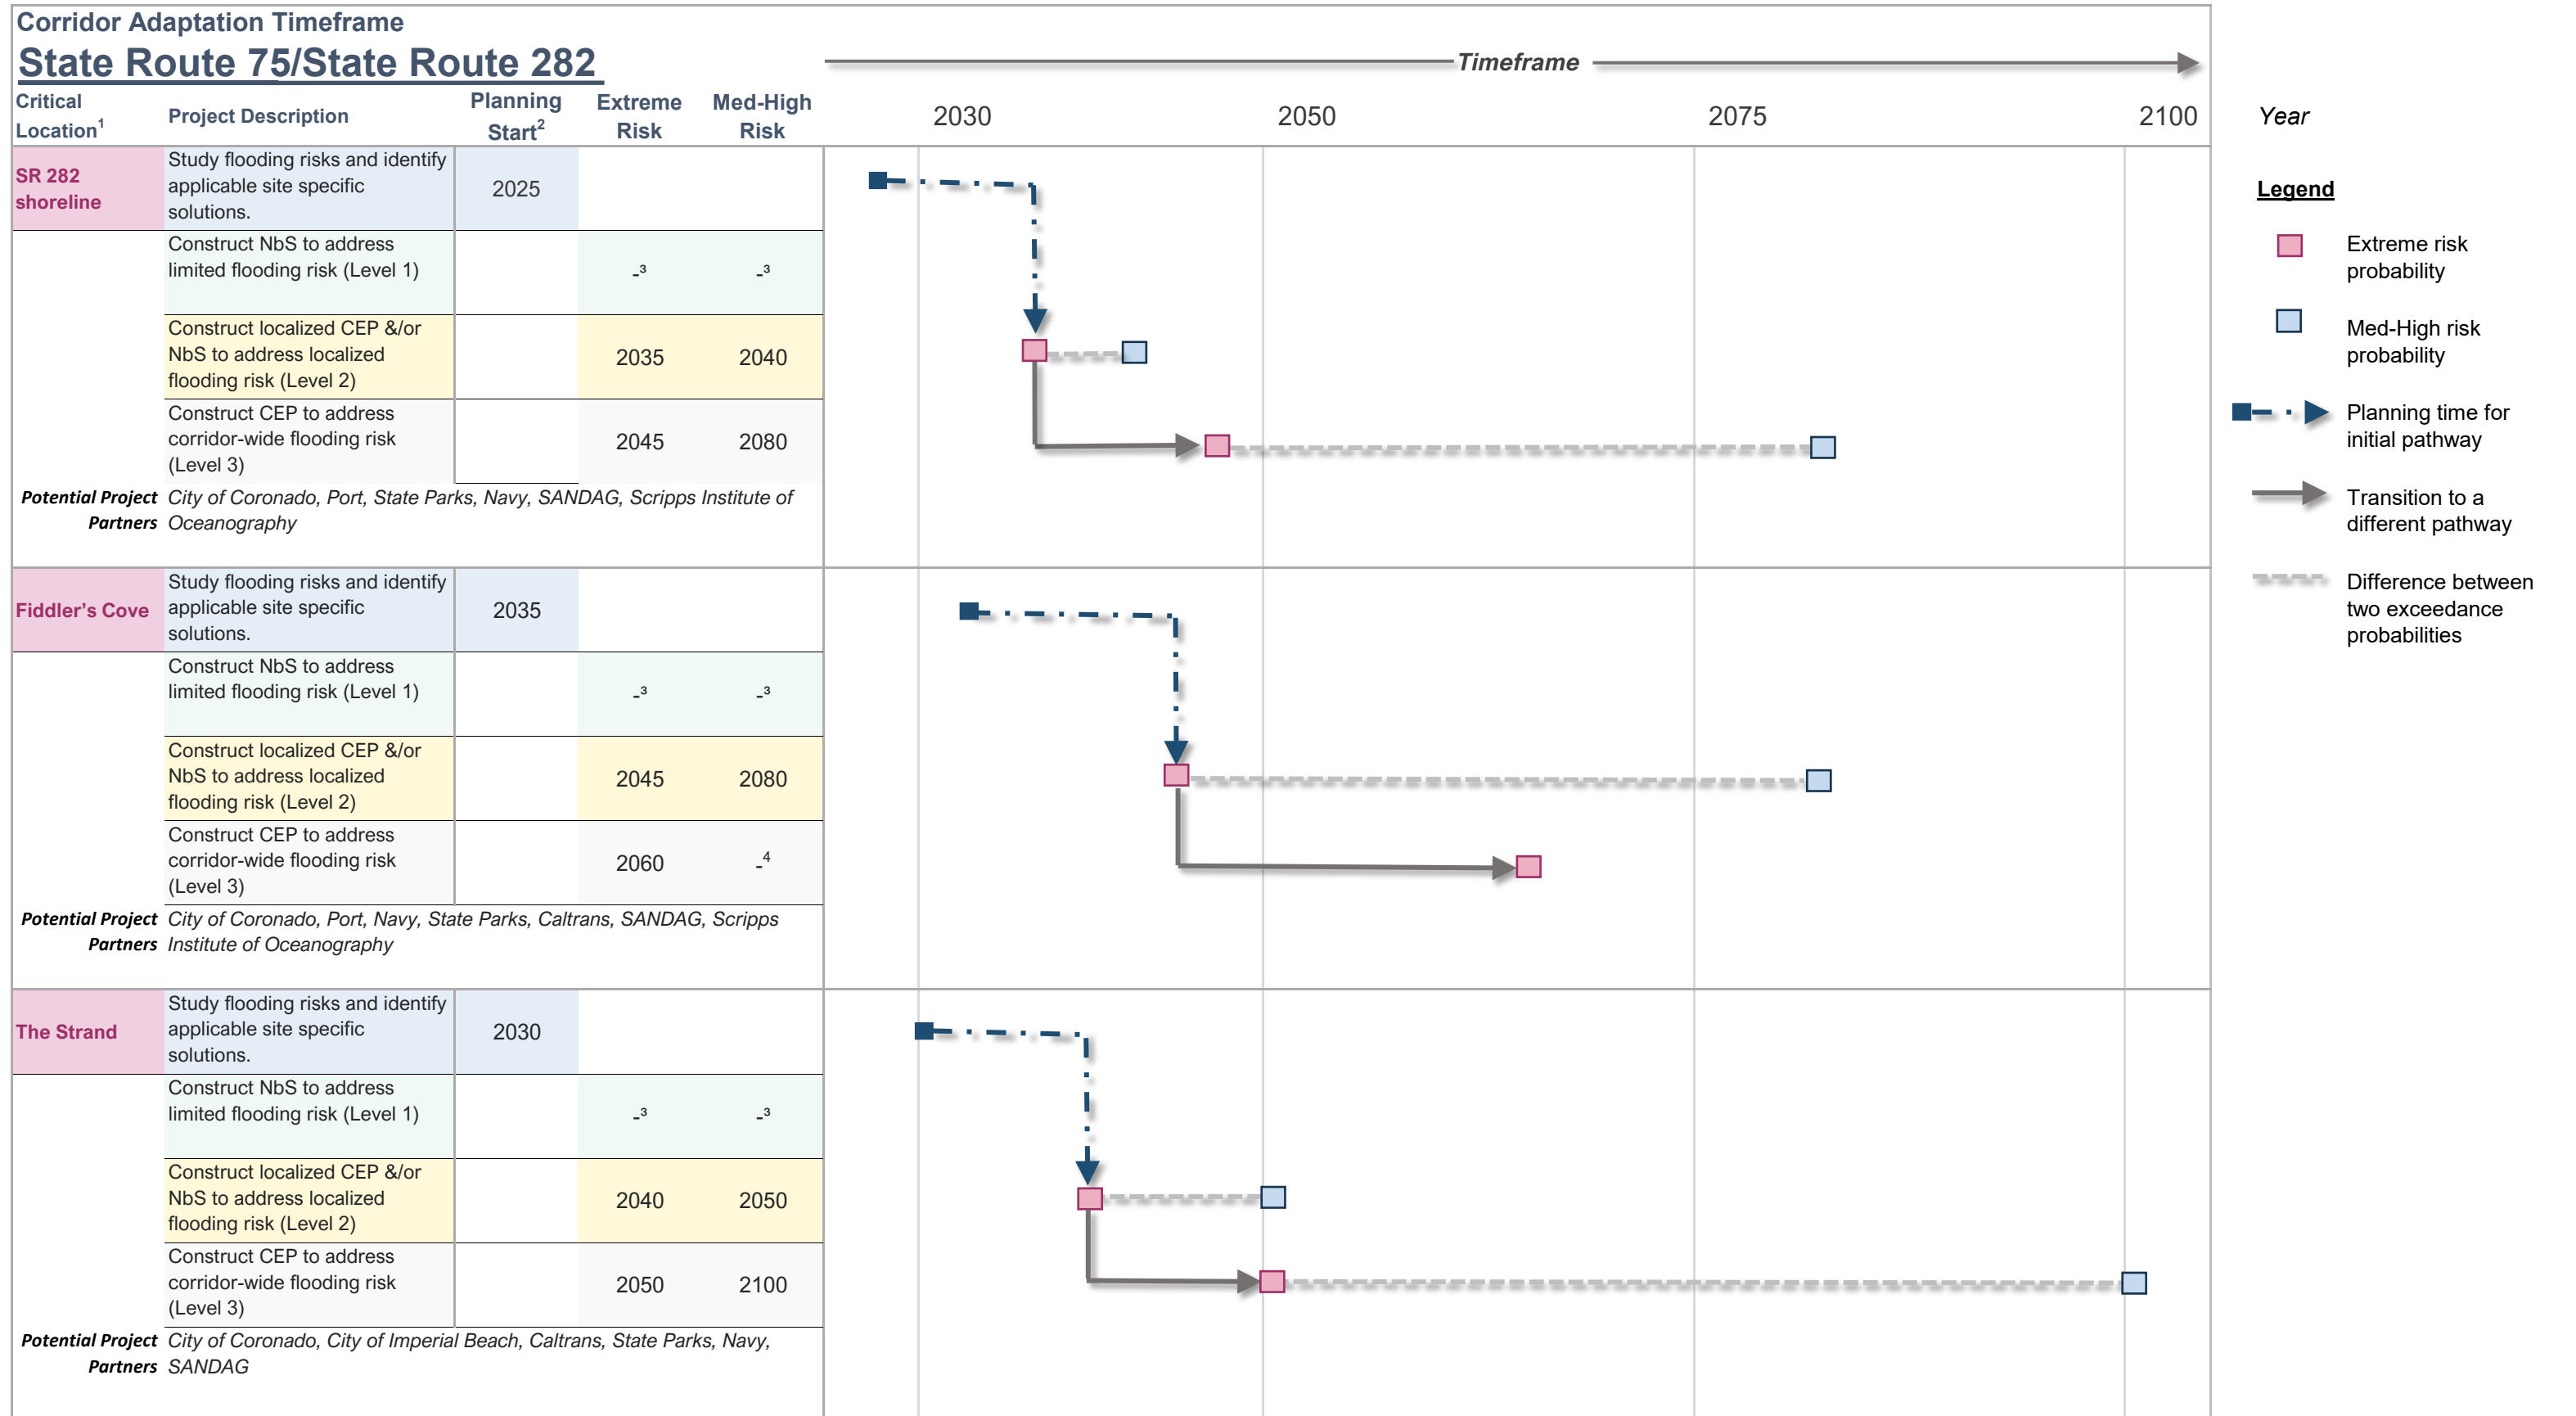 Corridor Adaptation Timeframe
State Route 75/State Route 282
Timeframe
Critical
Location¹
Project Description
Planning
Start²
Extreme
Risk
Med-High
Risk
2030
2050
2075
2100
Year
SR 282
shoreline
Study flooding risks and identify
applicable site specific
solutions.
2025
Construct NbS to address
limited flooding risk (Level 1)
-³
-³
Construct localized CEP &/or
NbS to address localized
flooding risk (Level 2)
2035
2040
Construct CEP to address
corridor-wide flooding risk
(Level 3)
2045
2080
Potential Project
Partners
City of Coronado, Port, State Parks, Navy, SANDAG, Scripps Institute of
Oceanography
Fiddler’s Cove
Study flooding risks and identify
applicable site specific
solutions.
2035
Construct NbS to address
limited flooding risk (Level 1)
-³
-³
Construct localized CEP &/or
NbS to address localized
flooding risk (Level 2)
2045
2080
Construct CEP to address
corridor-wide flooding risk
(Level 3)
2060
-⁴
Potential Project
Partners
City of Coronado, Port, Navy, State Parks, Caltrans, SANDAG, Scripps
Institute of Oceanography
The Strand
Study flooding risks and identify
applicable site specific
solutions.
2030
Construct NbS to address
limited flooding risk (Level 1)
-³
-³
Construct localized CEP &/or
NbS to address localized
flooding risk (Level 2)
2040
2050
Construct CEP to address
corridor-wide flooding risk
(Level 3)
2050
2100
Potential Project
Partners
City of Coronado, City of Imperial Beach, Caltrans, State Parks, Navy,
SANDAG
Legend
Extreme risk
probability
Med-High risk
probability
Planning time for
initial pathway
Transition to a
different pathway
Difference between
two exceedance
probabilities